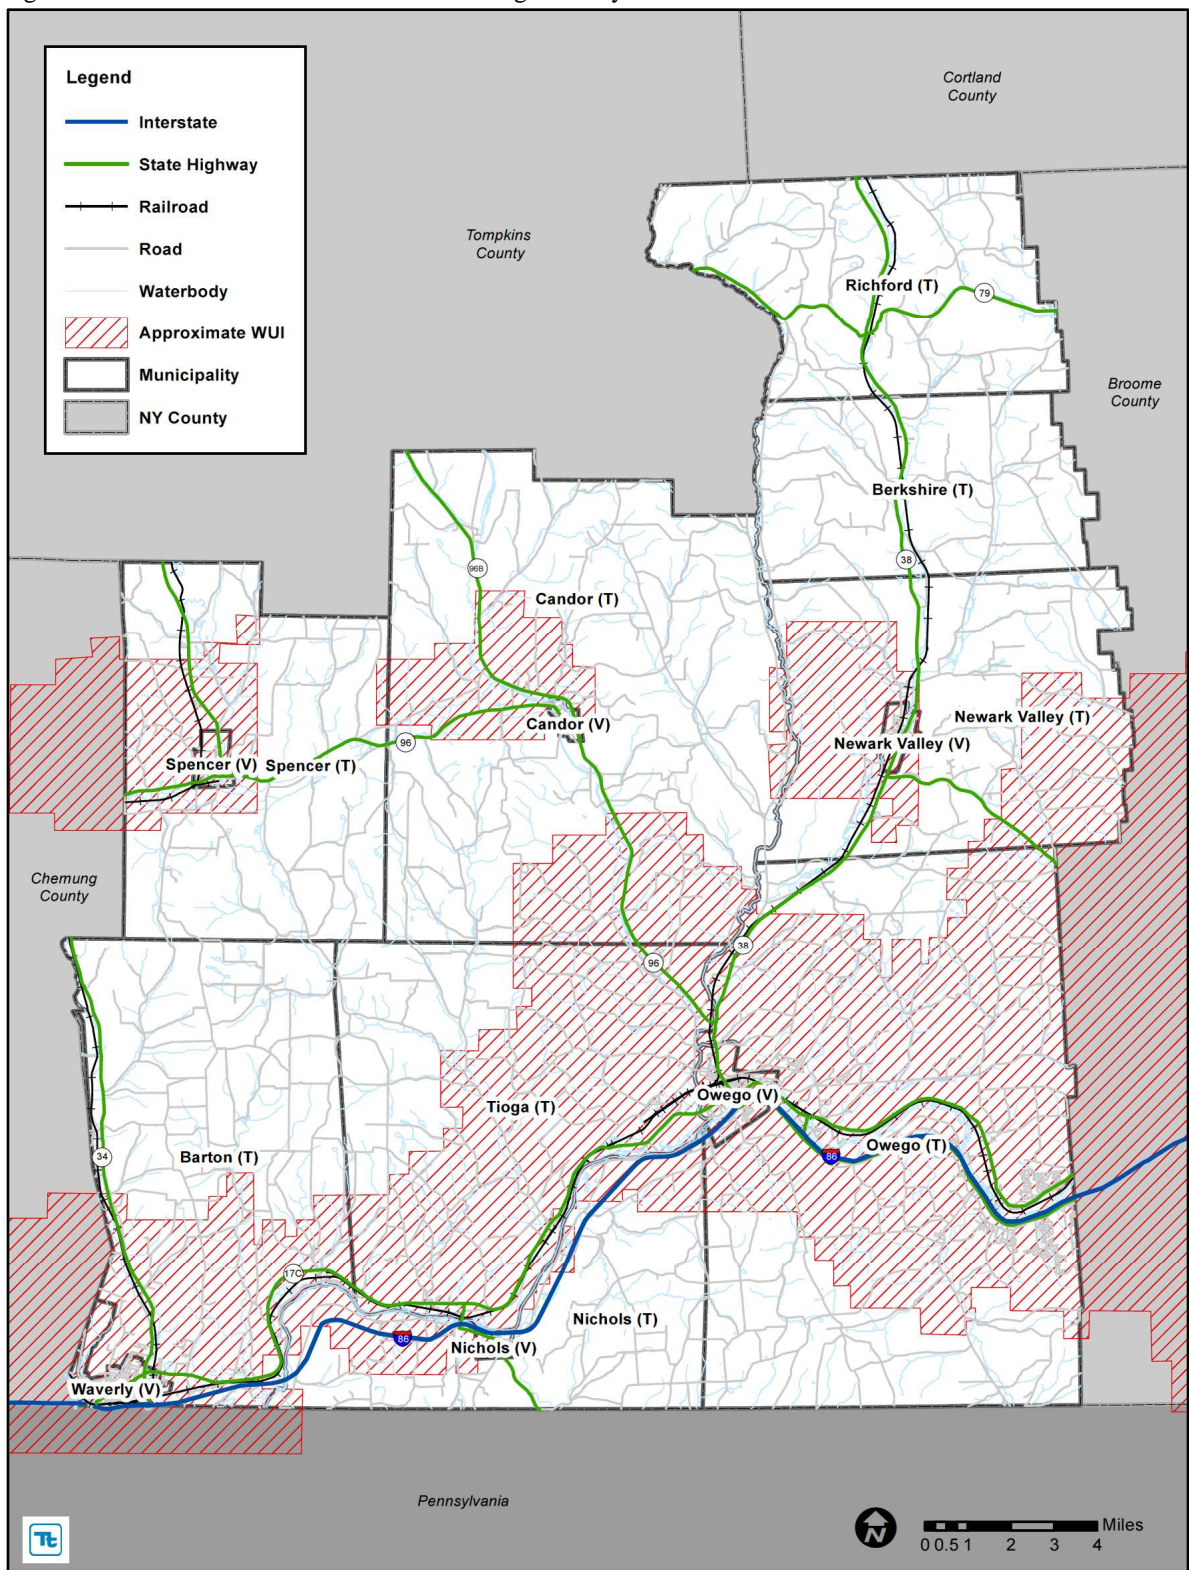 Legend
Interstate
State Highway
Railroad
Road
Waterbody
Approximate WUI
Municipality
NY County
Cortland
County
Tompkins
County
Richford (T)
79
Broome
County
Berkshire (T)
38
96B
Candor (T)
Candor (V)
Newark Valley (T)
Newark Valley (V)
96
Spencer (V)
Spencer (T)
Chemung
County
38
96
Owego (V)
Tioga (T)
Owego (T)
86
34
Barton (T)
17C
Nichols (T)
86
Nichols (V)
Waverly (V)
Pennsylvania
Tt
N
Miles
0 0.5 1 2 3 4